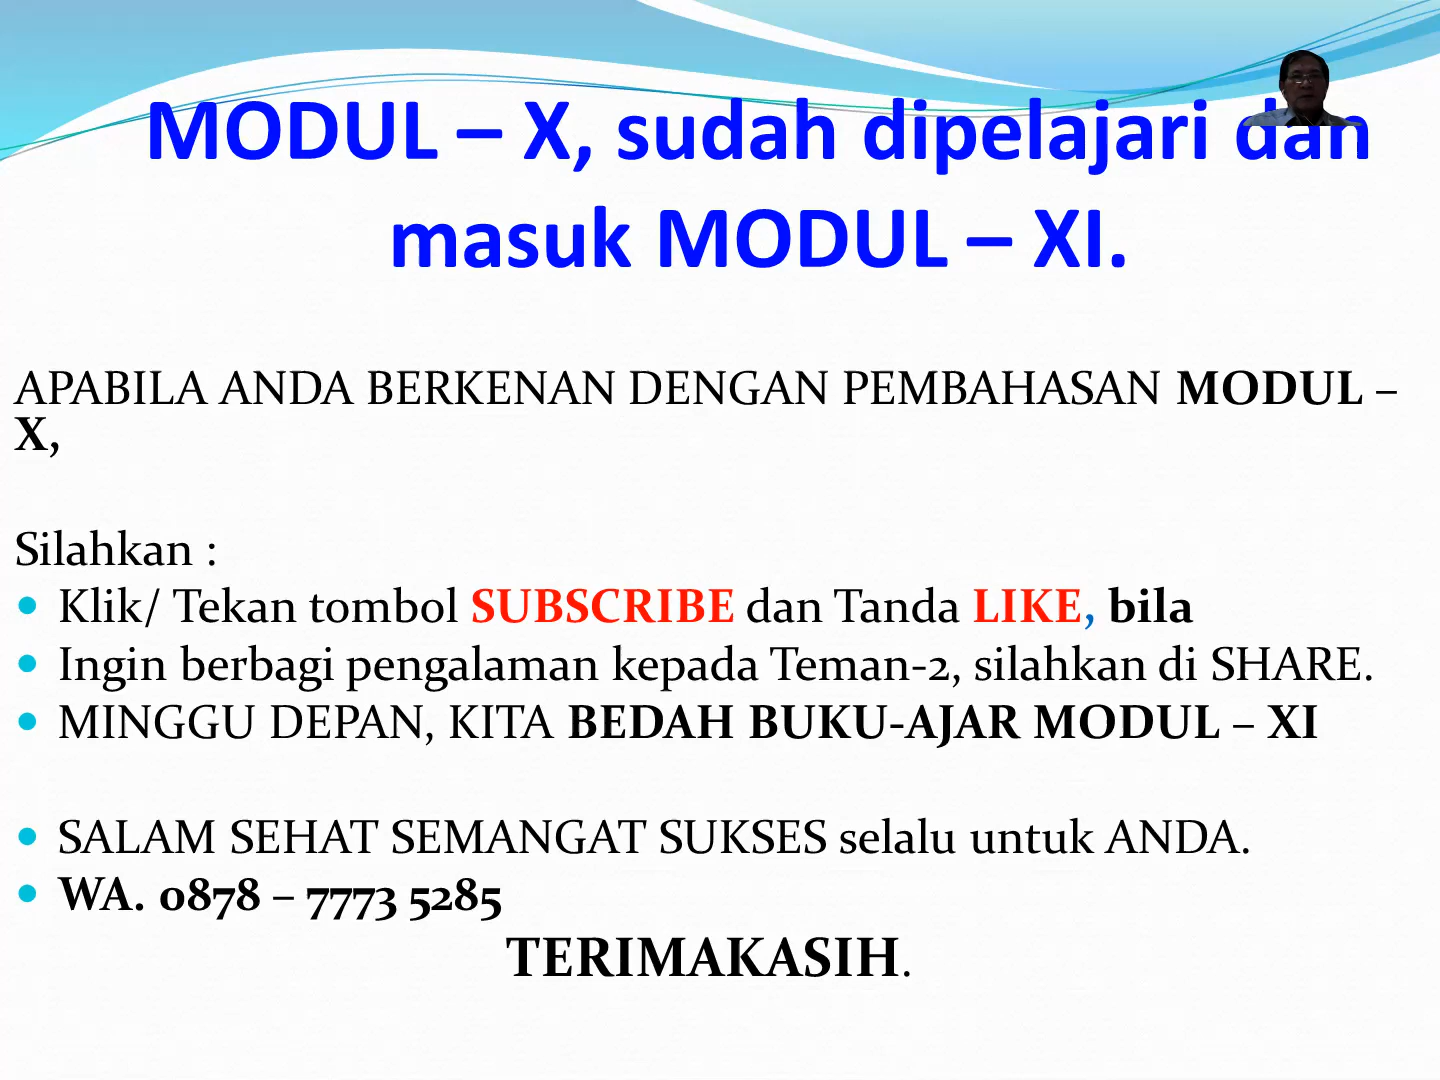 MODUL – X, sudah dipelajari dan
masuk MODUL – XI.
APABILA ANDA BERKENAN DENGAN PEMBAHASAN MODUL –
X,
Silahkan :
• Klik/ Tekan tombol SUBSCRIBE dan Tanda LIKE, bila
• Ingin berbagi pengalaman kepada Teman-2, silahkan di SHARE.
• MINGGU DEPAN, KITA BEDAH BUKU-AJAR MODUL – XI
• SALAM SEHAT SEMANGAT SUKSES selalu untuk ANDA.
• WA. 0878 – 7773 5285
TERIMAKASIH.